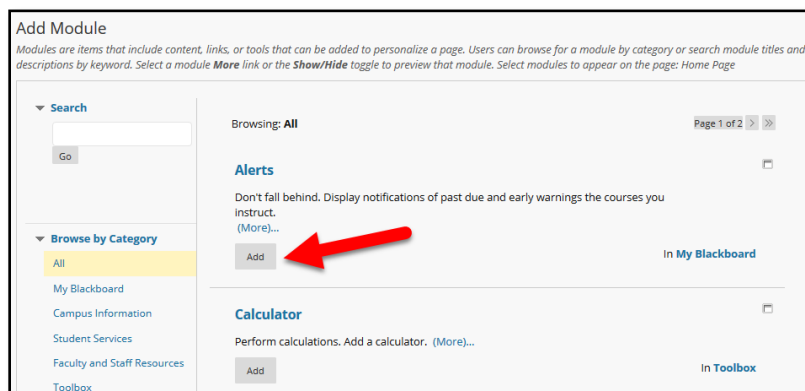 Add Module
Modules are items that include content, links, or tools that can be added to personalize a page. Users can browse for a module by category or search module titles and
descriptions by keyword. Select a module More link or the Show/Hide toggle to preview that module. Select modules to appear on the page: Home Page
Search
Go
Browse by Category
All
My Blackboard
Campus Information
Student Services
Faculty and Staff Resources
Toolbox
Browsing: All
Page 1 of 2 > »
Alerts
Don't fall behind. Display notifications of past due and early warnings the courses you
instruct.
(More)...
Add
In My Blackboard
Calculator
Perform calculations. Add a calculator. (More)...
Add
In Toolbox